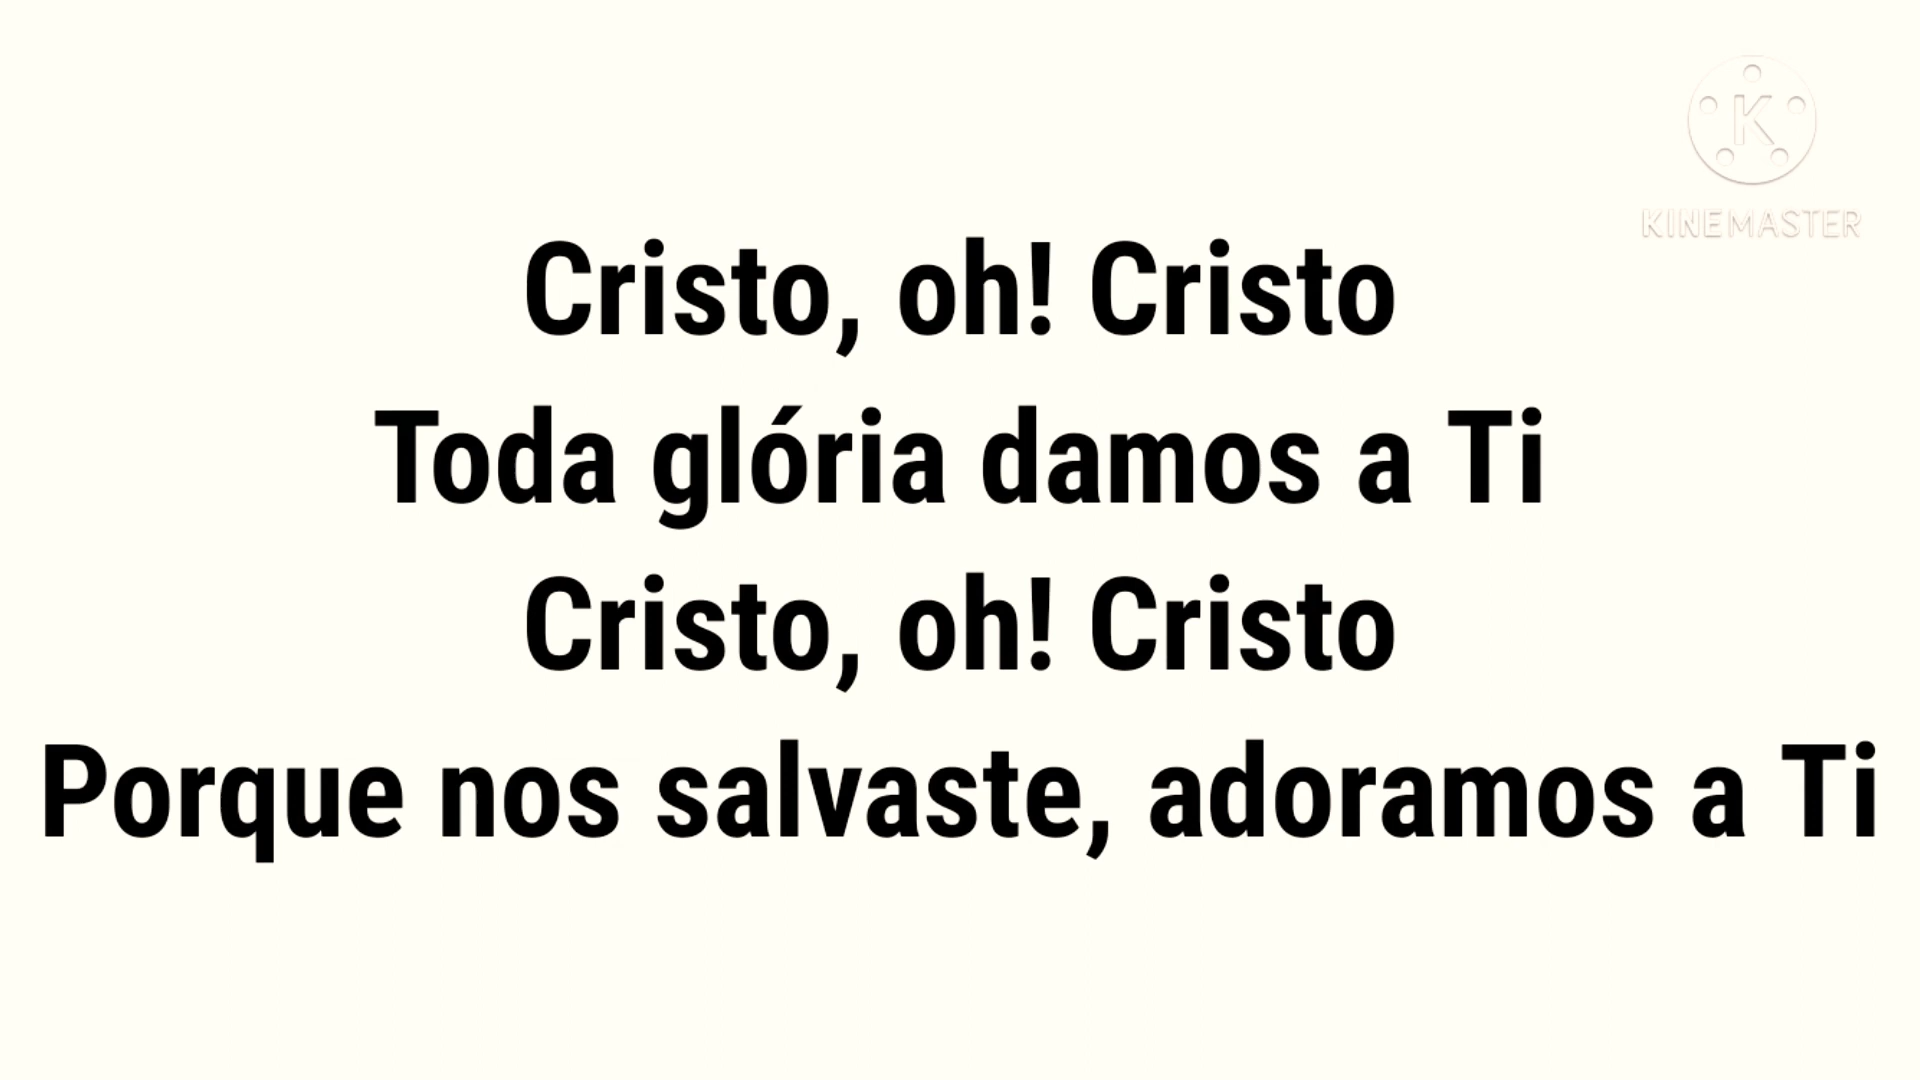 K
KINEMASTER
Cristo, oh! Cristo
Toda glória damos a Ti
Cristo, oh! Cristo
Porque nos salvaste, adoramos a Ti